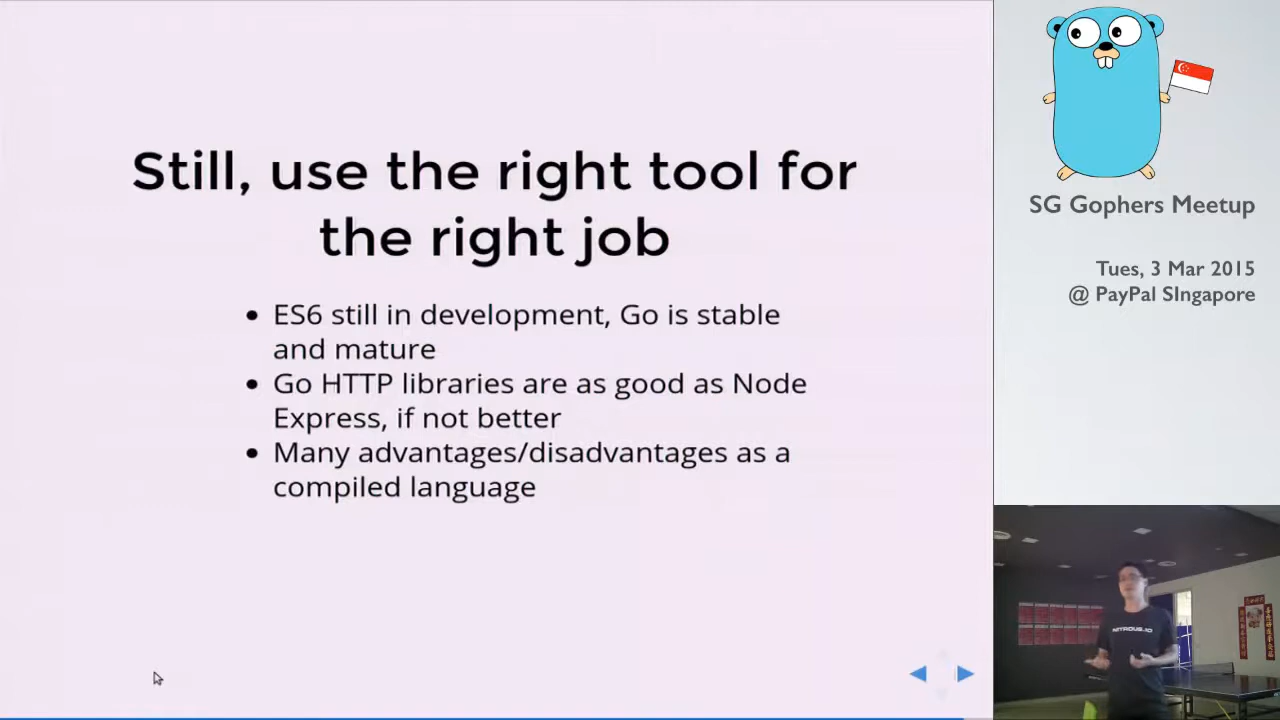 Still, use the right tool for
the right job
• ES6 still in development, Go is stable
and mature
• Go HTTP libraries are as good as Node
Express, if not better
• Many advantages/disadvantages as a
compiled language
SG Gophers Meetup
Tues, 3 Mar 2015
@ PayPal SIngapore
NITROUS.IO